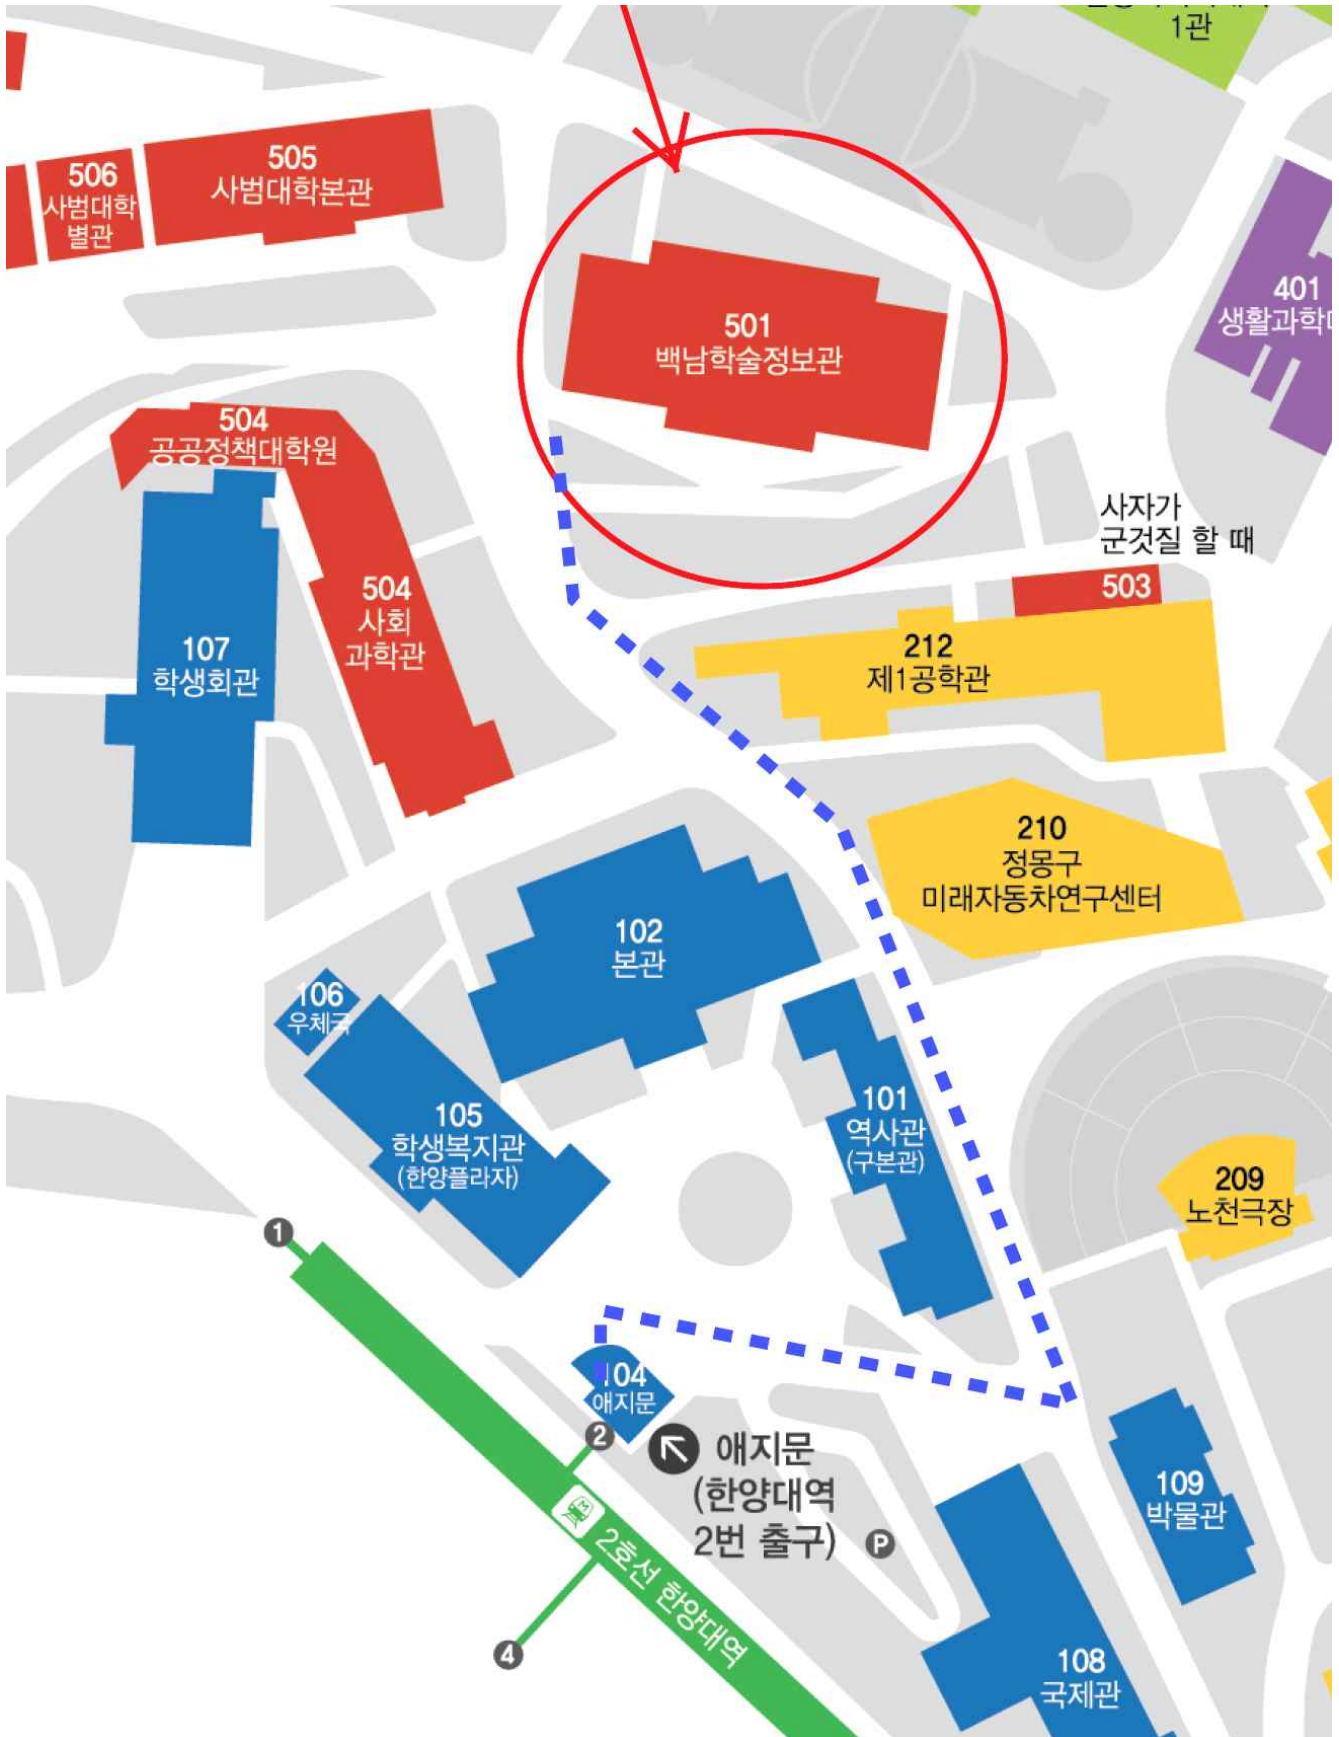 1관
505
사범대학본관
506
사범대학
별관
501
백남학술정보관
401
생활과학
504
공공정책대학원
사자가
군것질 할 때
503
504
사회
과학관
107
학생회관
212
제1공학관
210
정몽구
미래자동차연구센터
102
본관
106
우체국
105
학생복지관
(한양플라자)
101
역사관
(구본관)
209
노천극장
1
104
애지문
2
애지문
(한양대역
2번 출구)
P
109
박물관
M
2호선 한양대역
4
108
국제관